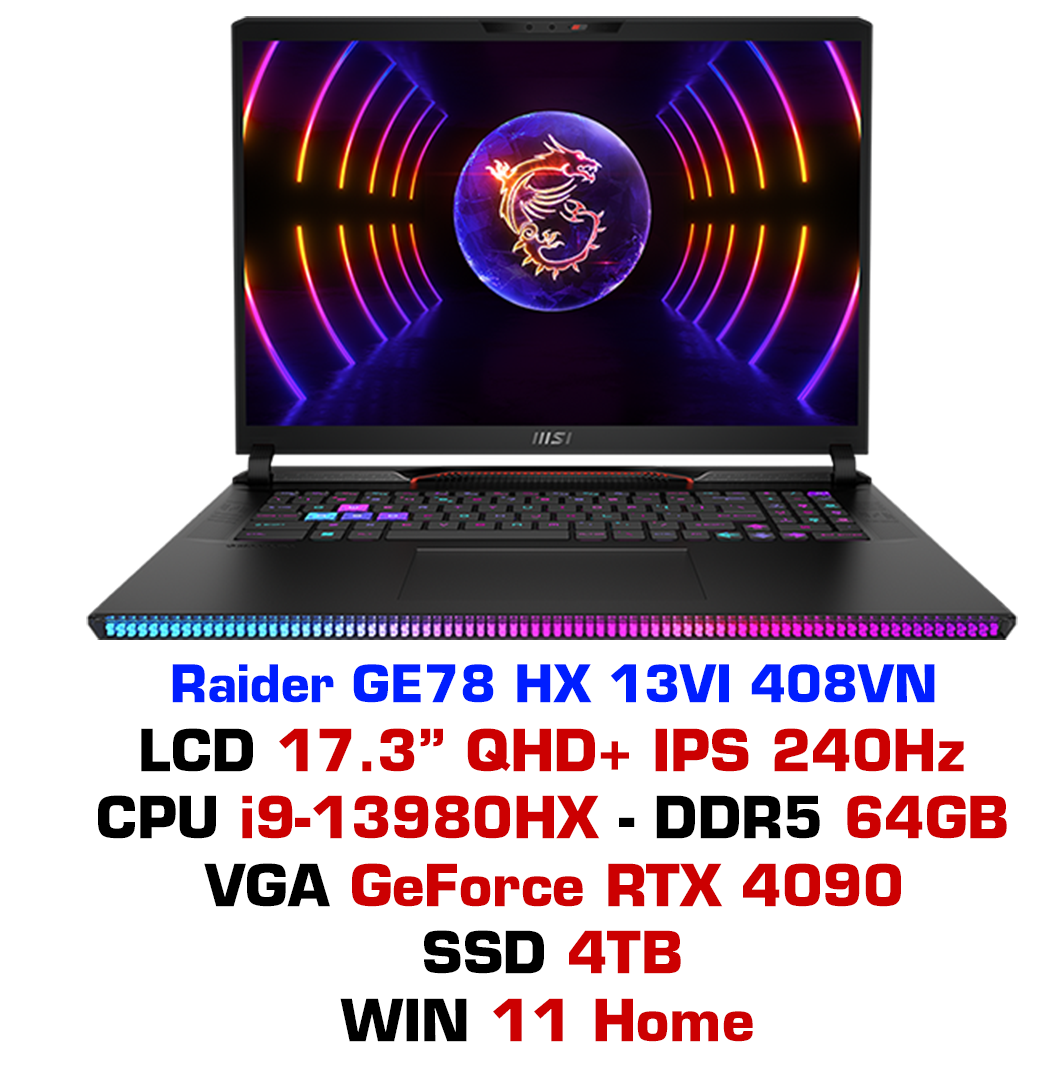 msi
Raider GE78 HX 13VI 408VN
LCD 17.3” QHD+ IPS 240Hz
CPU i9-13980HX - DDR5 64GB
VGA GeForce RTX 4090
SSD 4TB
WIN 11 Home